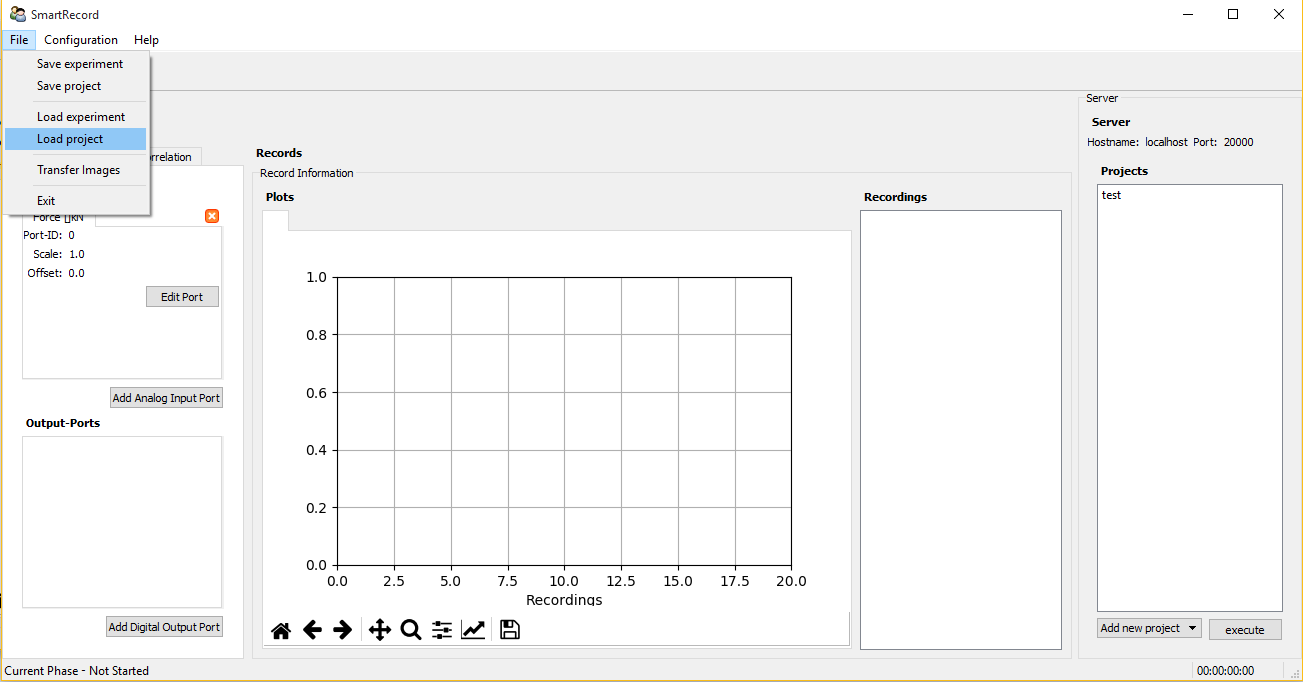 SmartRecord
File Configuration Help
Save experiment
Save project
Load experiment
Load project
Transfer Images
Exit
Force []kN
Port-ID: 0
Scale: 1.0
Offset: 0.0
Edit Port
Add Analog Input Port
Output-Ports
Add Digital Output Port
Records
Record Information
Plots
1.0
0.8
0.6
0.4
0.2
0.0
0.0 2.5 5.0 7.5 10.0 12.5 15.0 17.5 20.0
Recordings
Recordings
Server
Server
Hostname: localhost Port: 20000
Projects
test
Add new project
execute
Current Phase - Not Started
00:00:00:00